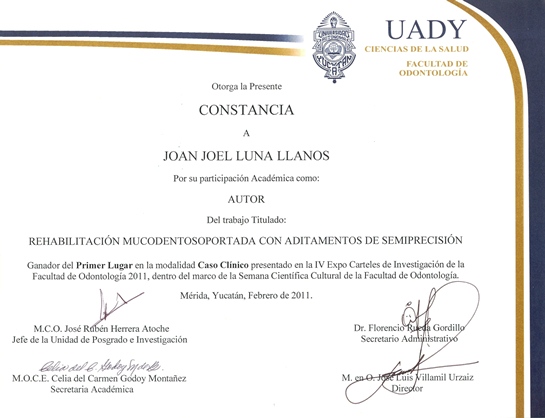 UADY
CIENCIAS DE LA SALUD
FACULTAD DE
ODONTOLOGÍA
Otorga la Presente
CONSTANCIA
A
JOAN JOEL LUNA LLANOS
Por su participación Académica como:
AUTOR
Del trabajo Titulado:
REHABILITACIÓN MUCODENTOSOPORTADA CON ADITAMENTOS DE SEMIPRECISIÓN
Ganador del Primer Lugar en la modalidad Caso Clínico presentado en la IV Expo Carteles de Investigación de la
Facultad de Odontología 2011, dentro del marco de la Semana Científica Cultural de la Facultad de Odontología.
Mérida, Yucatán, Febrero de 2011.
M.C.O. José Rubén Herrera Atoche
Jefe de la Unidad de Posgrado e Investigación
Dr. Florencio Rueda Gordillo
Secretario Administrativo
M.O.C.E. Celia del Carmen Godoy Montañez
Secretaria Académica
M. en O. José Luis Villamil Urzaiz
Director